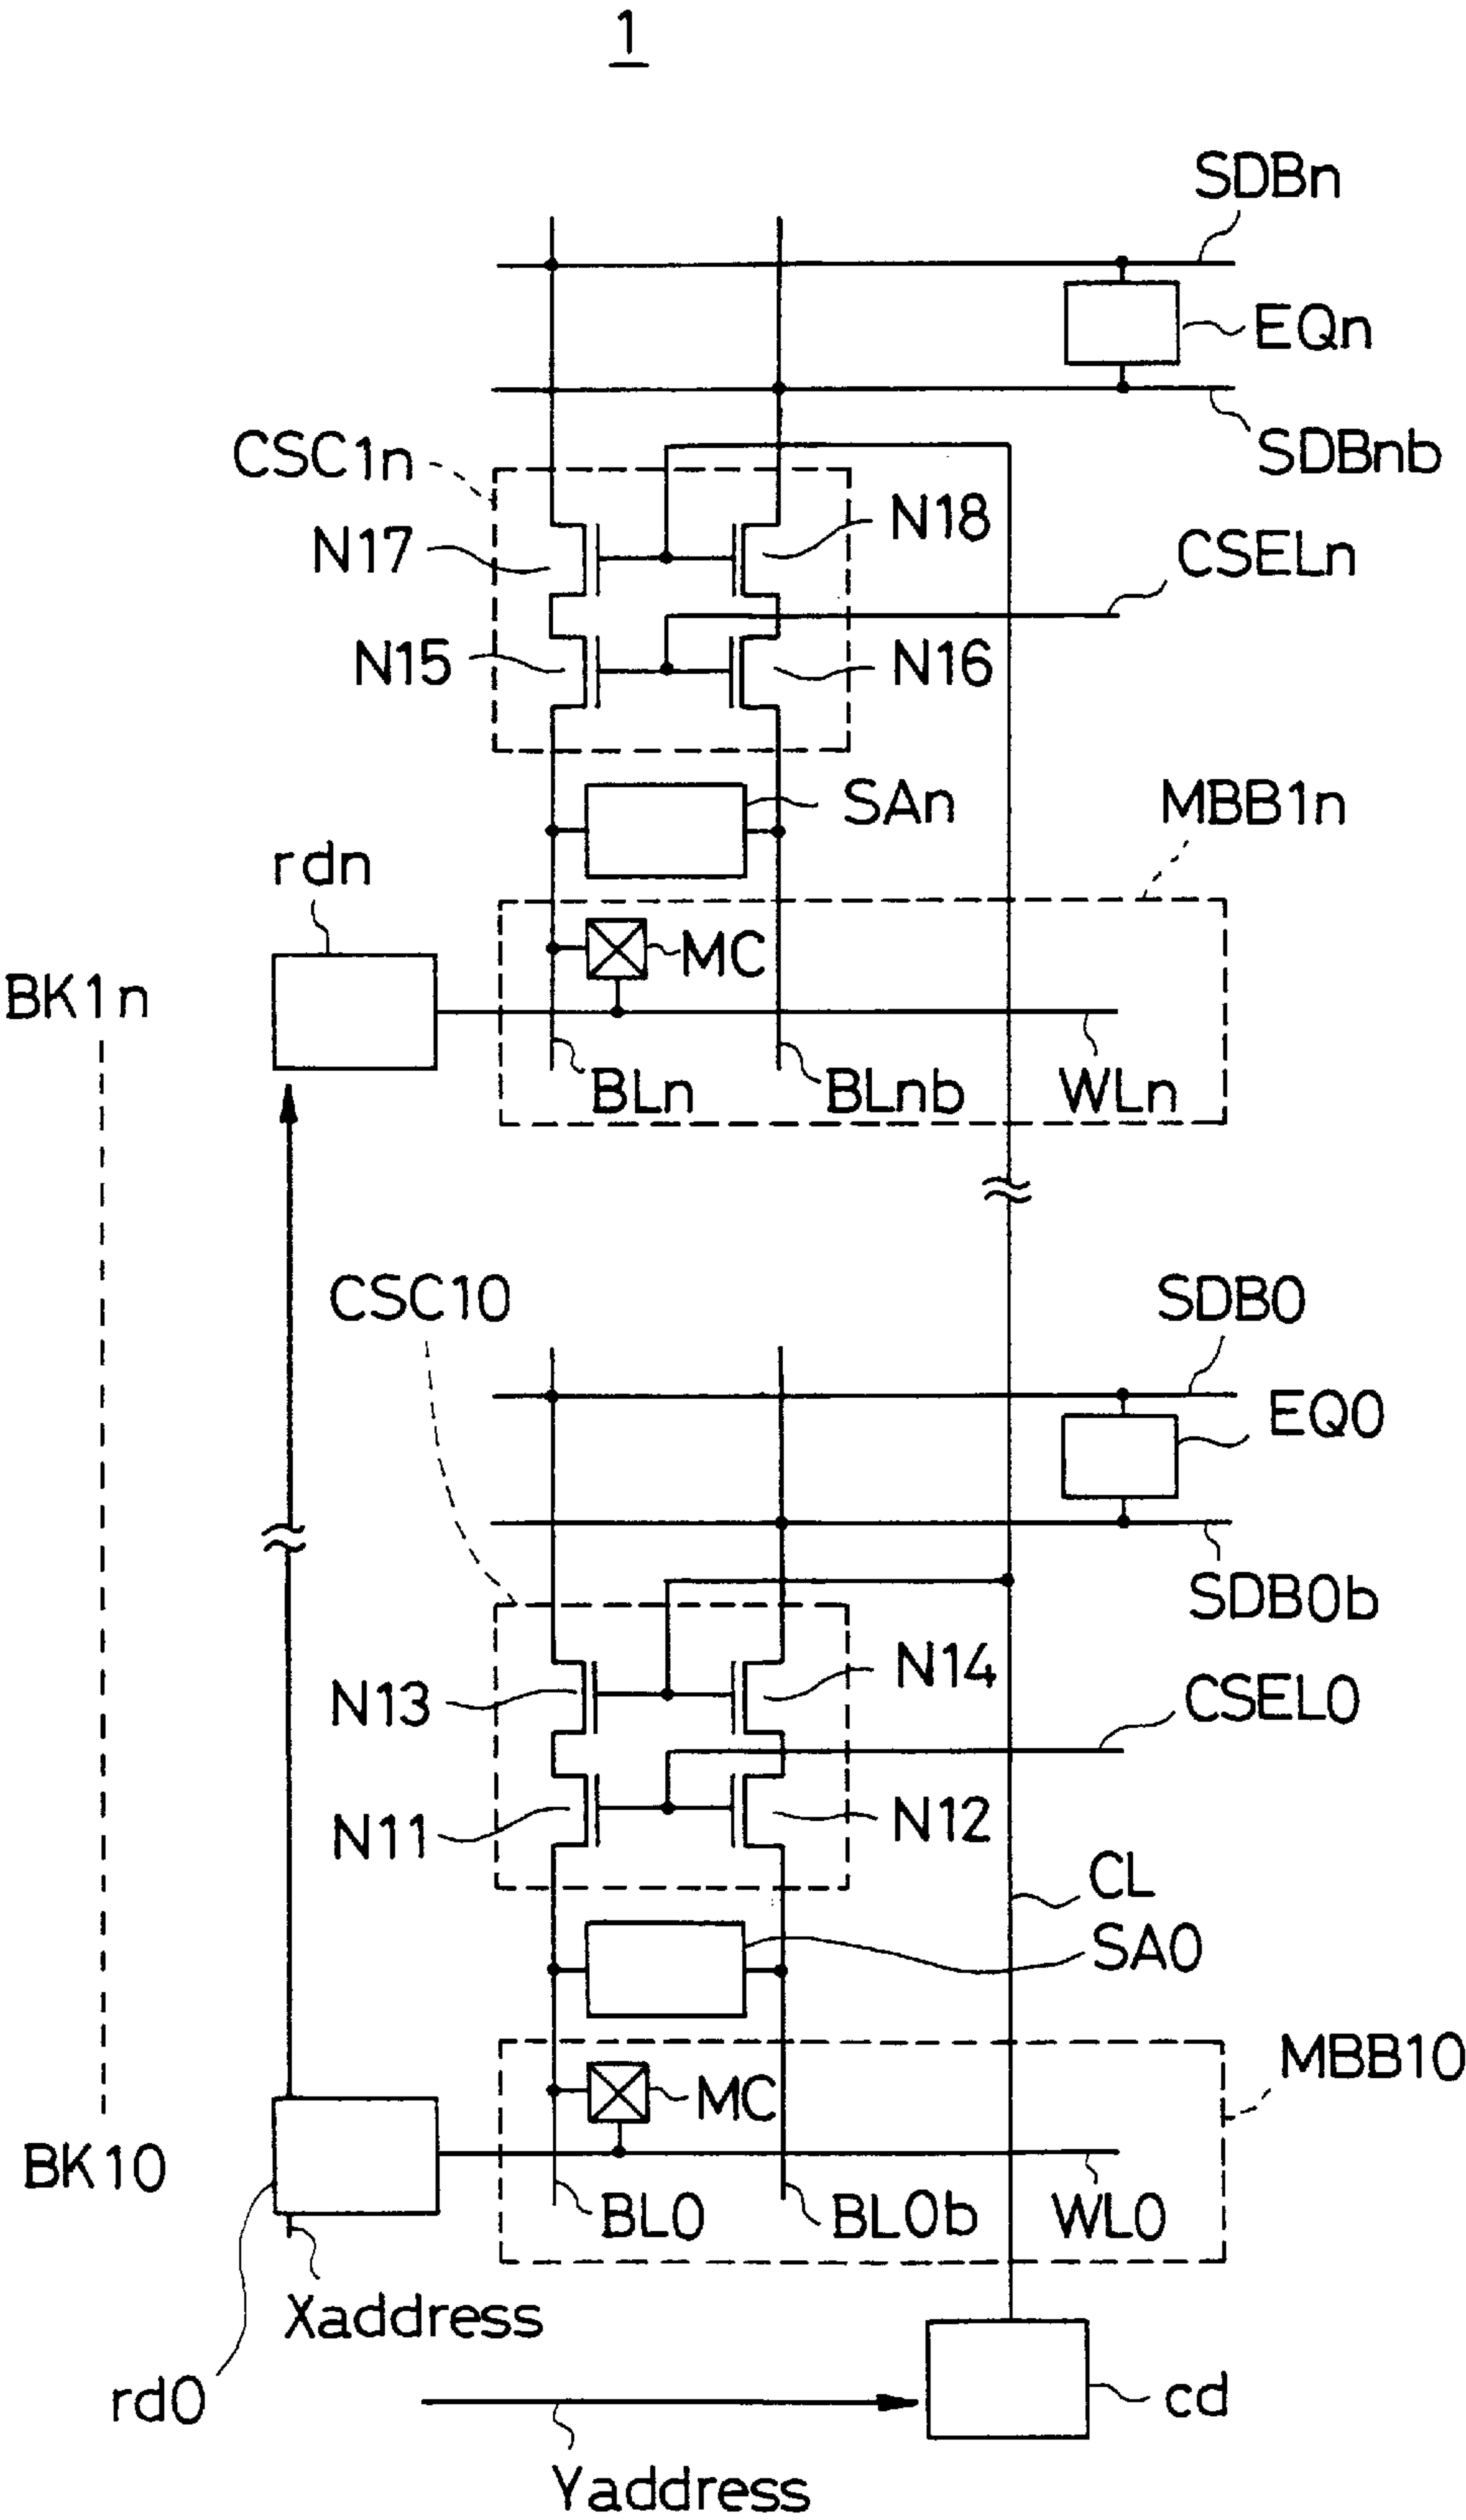 1
SDBn
EQn
SDBnb
CSC1n
N18
N17
CSELn
N15
N16
SAn
MBB1n
rdn
MC
BK1n
BLn
BLnb
WLn
CSC10
SDB0
EQ0
SDB0b
N14
N13
CSEL0
N12
N11
CL
SA0
MBB10
MC
BK10
BL0
BL0b
WL0
Xaddress
rd0
cd
Yaddress